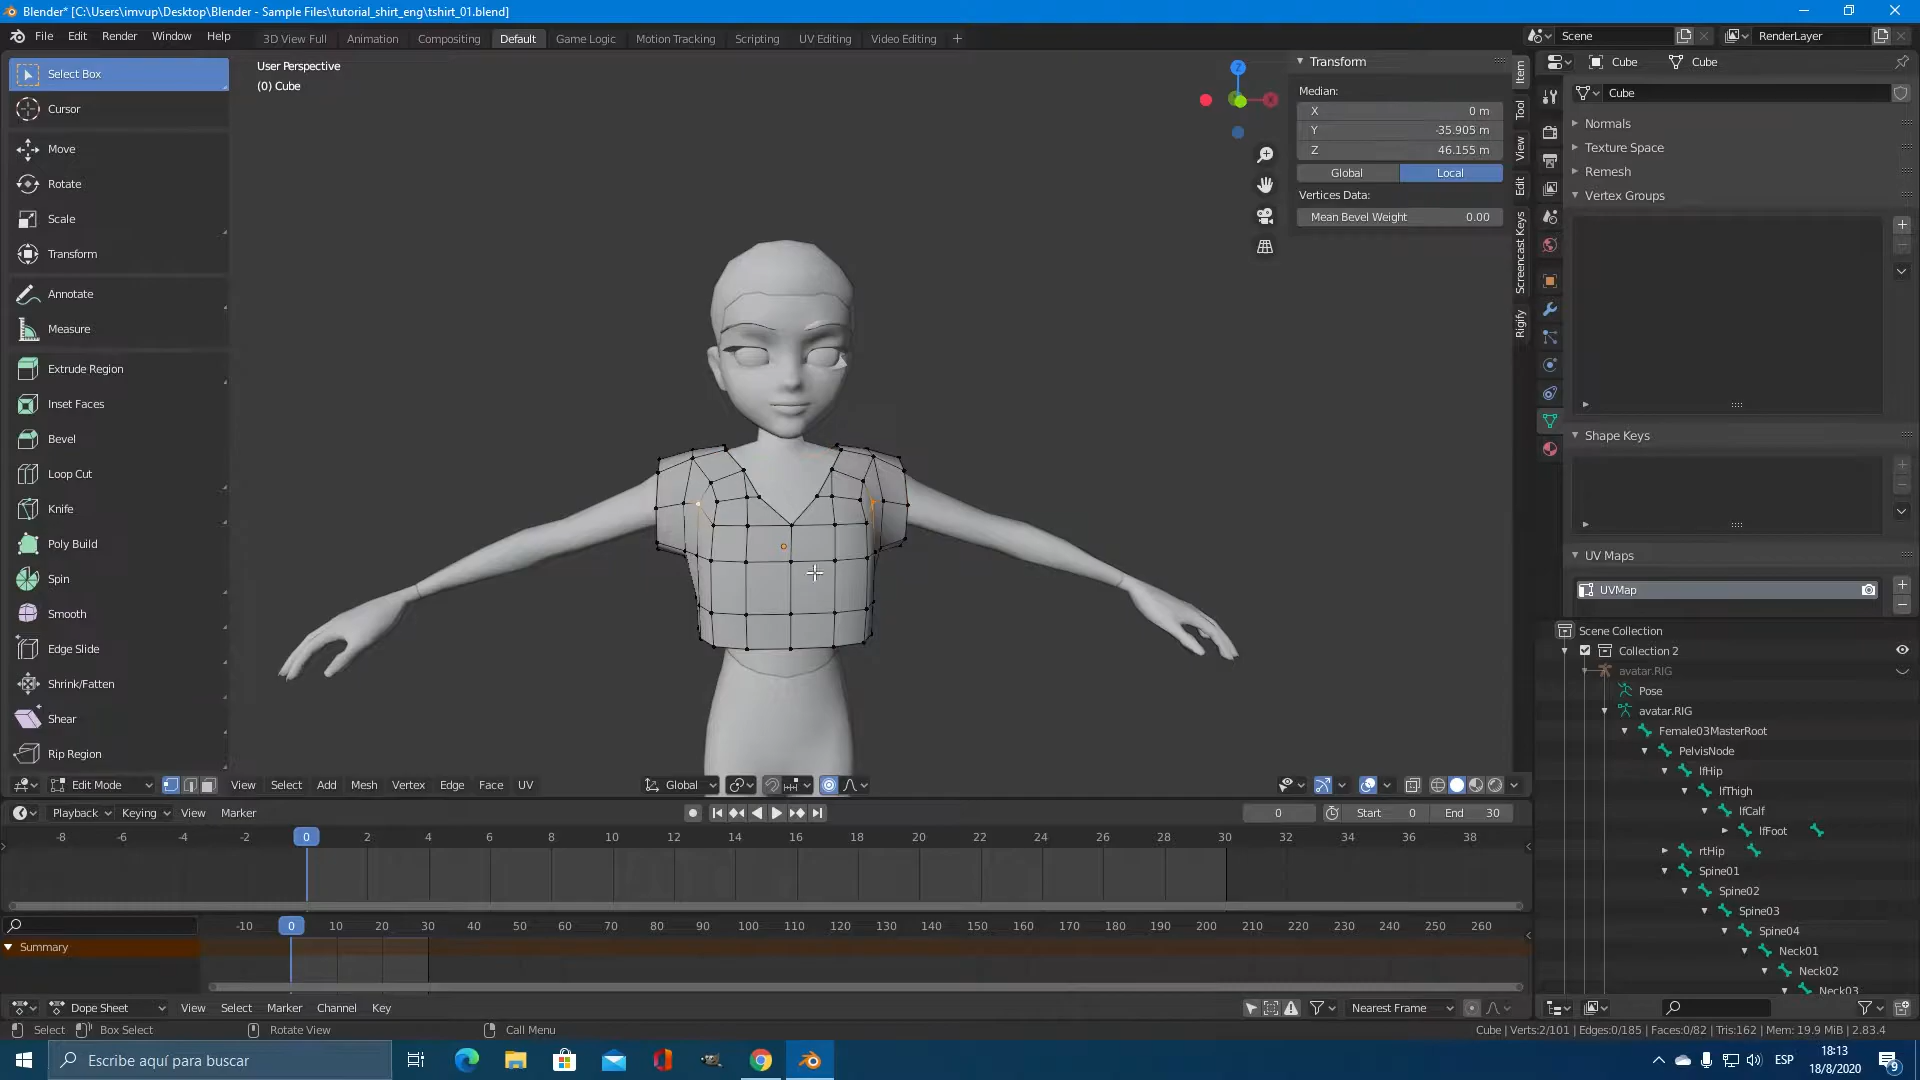 Blender* [C:\Users\imvup\Desktop\Blender - Sample Files\tutorial_shirt_eng\tshirt_01.blend]
File Edit Render Window Help 3D View Full Animation Compositing Default Game Logic Motion Tracking Scripting UV Editing Video Editing + Scene RenderLayer
Select Box
Cursor
Move
Rotate
Scale
Transform
Annotate
Measure
Extrude Region
Inset Faces
Bevel
Loop Cut
Knife
Poly Build
Spin
Smooth
Edge Slide
Shrink/Fatten
Shear
Rip Region
User Perspective
(0) Cube
Z
X
Transform
Median:
X 0 m
Y -35.905 m
Z 46.155 m
Global Local
Vertices Data:
Mean Bevel Weight 0.00
Item
Tool
View
Edit
Screencast Keys
Rigify
Cube Cube
Cube
Normals
Texture Space
Remesh
Vertex Groups
Shape Keys
UV Maps
UVMap
Scene Collection
Collection 2
avatar.RIG
Pose
avatar.RIG
Female03MasterRoot
PelvisNode
lfHip
lfThigh
lfCalf
lfFoot
rtHip
Spine01
Spine02
Spine03
Spine04
Neck01
Neck02
Neck03
Edit Mode View Select Add Mesh Vertex Edge Face UV Global
Playback Keying View Marker 0 Start 0 End 30
-8 -6 -4 -2 0 2 4 6 8 10 12 14 16 18 20 22 24 26 28 30 32 34 36 38
-10 0 10 20 30 40 50 60 70 80 90 100 110 120 130 140 150 160 170 180 190 200 210 220 230 240 250 260
Summary
Dope Sheet View Select Marker Channel Key Nearest Frame
Select Box Select Rotate View Call Menu Cube | Verts:2/101 | Edges:0/185 | Faces:0/82 | Tris:162 | Mem: 19.9 MiB | 2.83.4
Escribe aquí para buscar
ESP
18:13
18/8/2020
9